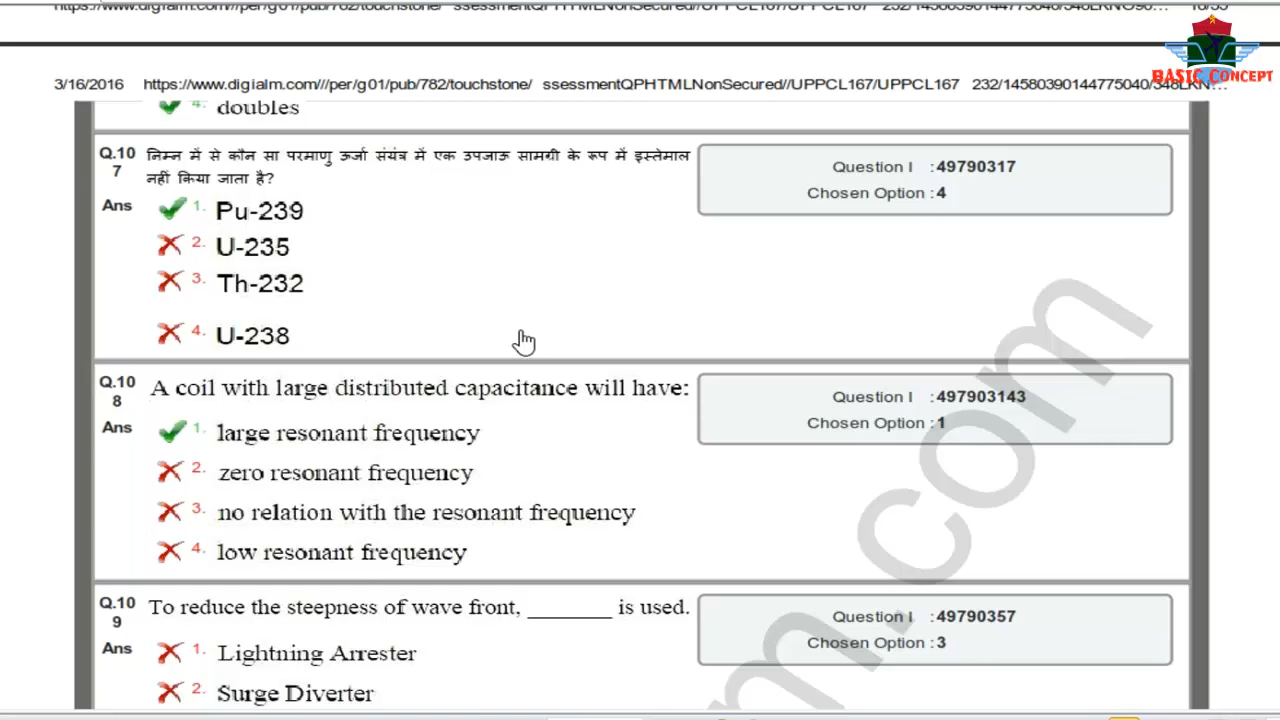 3/16/2016 https://www.digialm.com///per/g01/pub/782/touchstone/ ssessmentQPHTMLNonSecured//UPPCL167/UPPCL167 232/14580390144775040/348LKN…
BASIC CONCEPT
4. doubles
Q.107 निम्न में से कौन सा परमाणु ऊर्जा संयंत्र में एक उपजाऊ सामग्री के रूप में इस्तेमाल
नहीं किया जाता है?
Question I : 49790317
Chosen Option : 4
Ans 1. Pu-239
2. U-235
3. Th-232
4. U-238
Q.108 A coil with large distributed capacitance will have:
Question I : 497903143
Chosen Option : 1
Ans 1. large resonant frequency
2. zero resonant frequency
3. no relation with the resonant frequency
4. low resonant frequency
Q.109 To reduce the steepness of wave front, ________ is used.
Question I : 49790357
Chosen Option : 3
Ans 1. Lightning Arrester
2. Surge Diverter
m.com